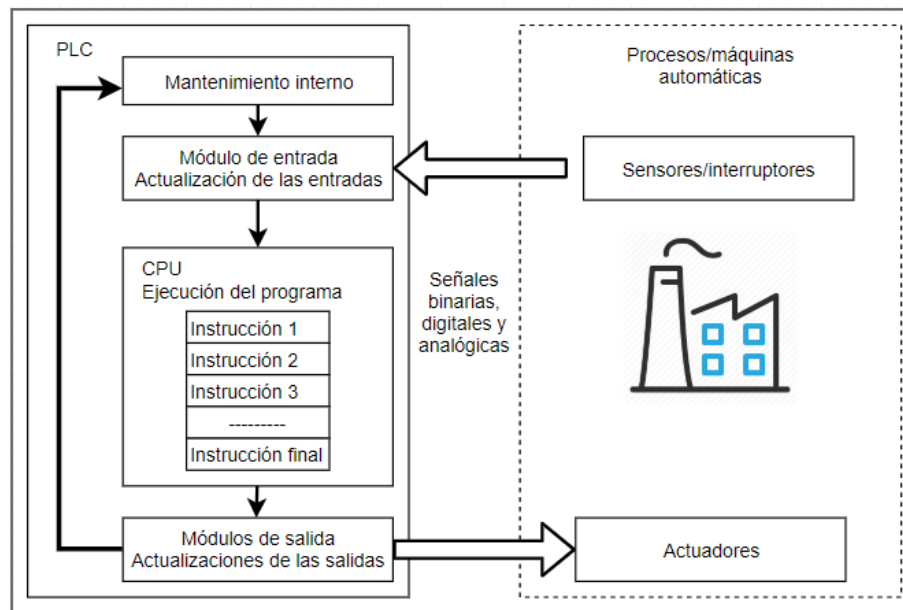 PLC
Mantenimiento interno
Módulo de entrada
Actualización de las entradas
CPU
Ejecución del programa
Instrucción 1
Instrucción 2
Instrucción 3
---------
Instrucción final
Módulos de salida
Actualizaciones de las salidas
Señales
binarias,
digitales y
analógicas
Procesos/máquinas
automáticas
Sensores/interruptores
Actuadores